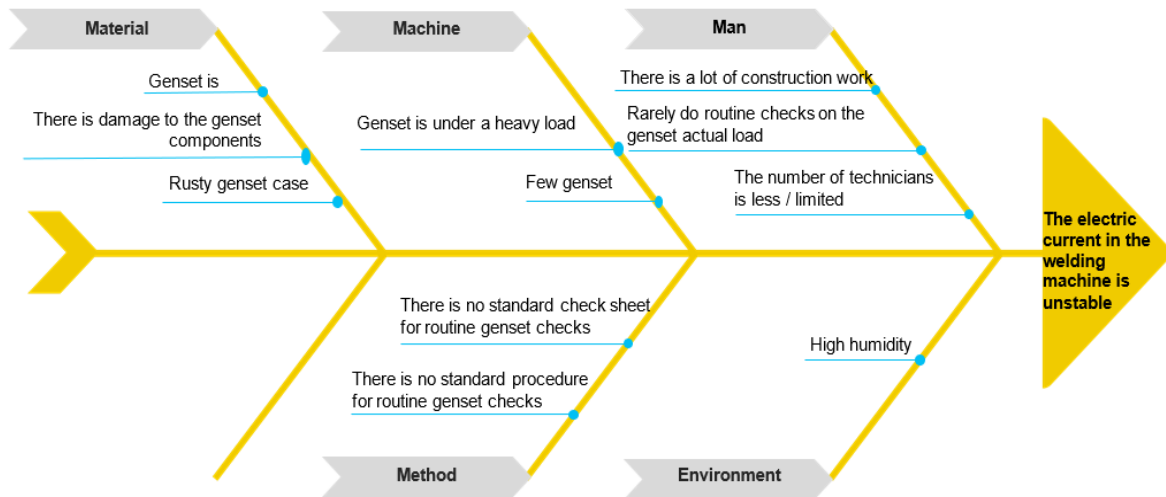 Material
Machine
Man
Genset is
There is damage to the genset
components
Rusty genset case
Genset is under a heavy load
Few genset
There is a lot of construction work
Rarely do routine checks on the
genset actual load
The number of technicians
is less / limited
The electric
current in the
welding
machine is
unstable
There is no standard check sheet
for routine genset checks
There is no standard procedure
for routine genset checks
High humidity
Method
Environment